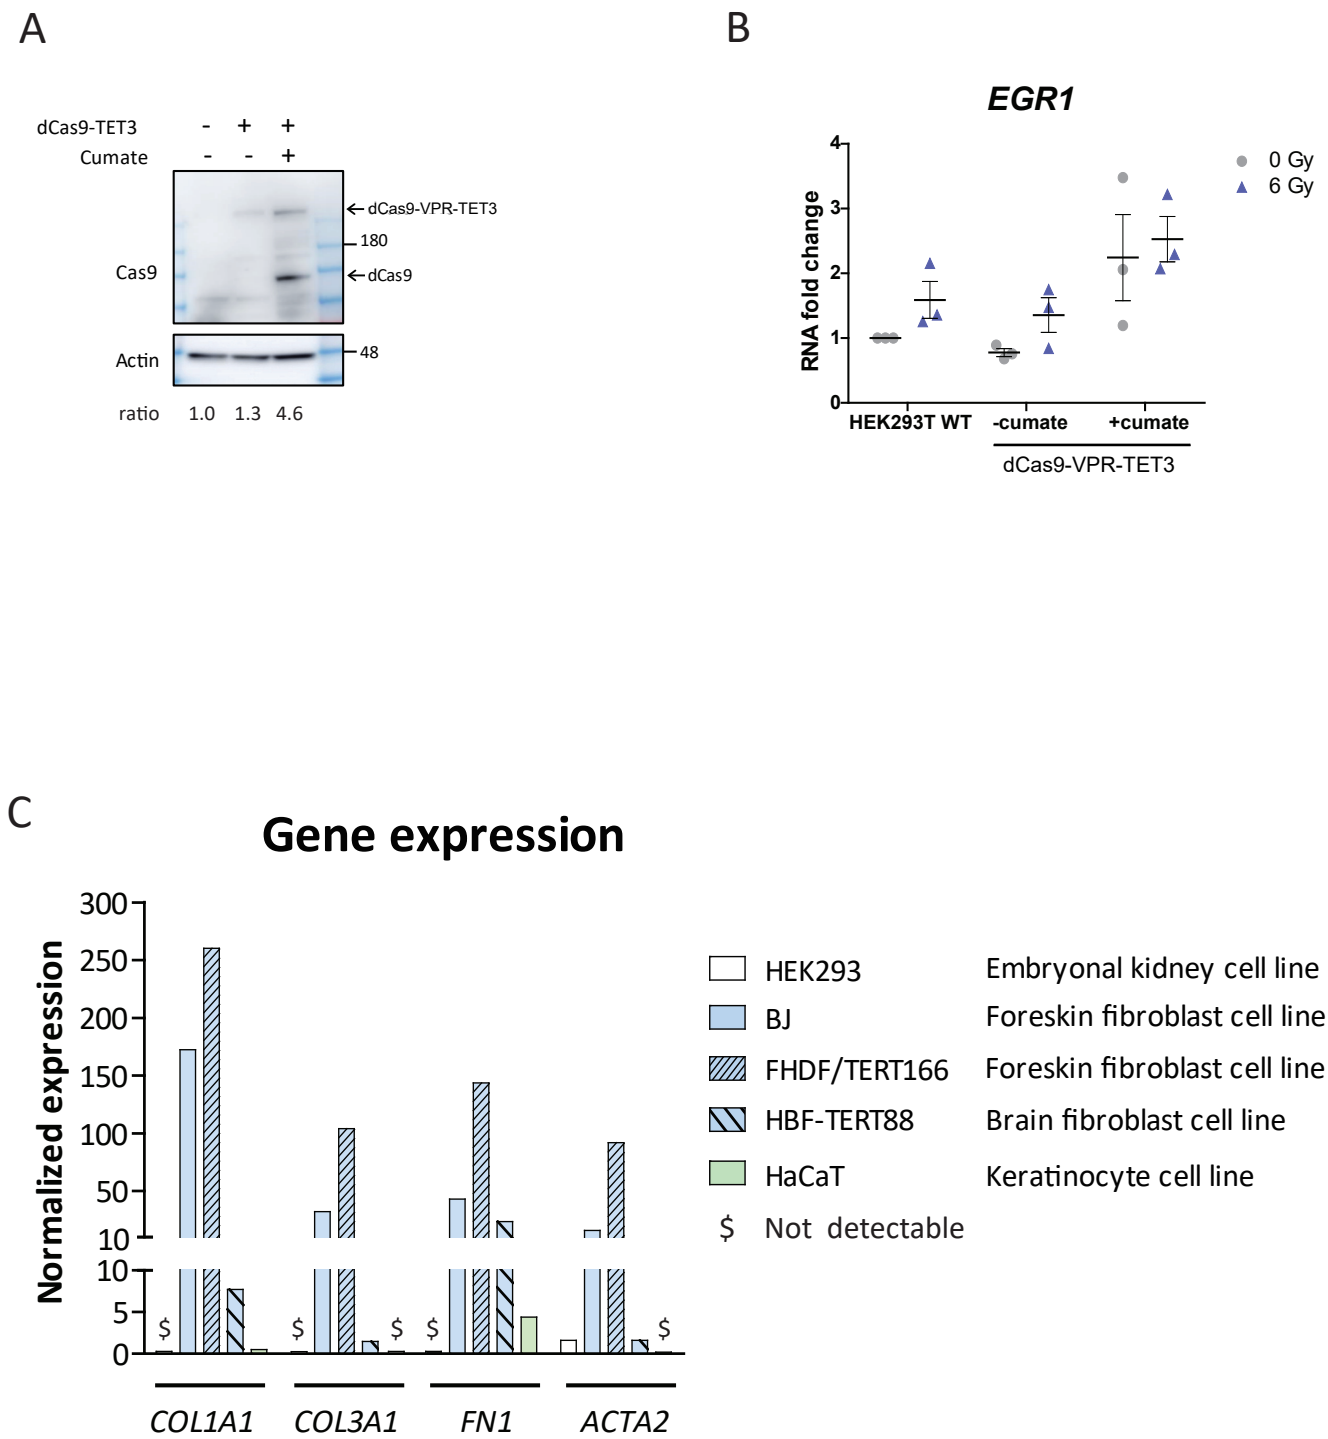 A
dCas9-TET3 - + +
Cumate - - +
dCas9-VPR-TET3
180
Cas9
dCas9
Actin
48
ratio 1.0 1.3 4.6
B
EGR1
0 Gy
6 Gy
RNA fold change
4
3
2
1
0
HEK293T WT -cumate +cumate
dCas9-VPR-TET3
C
Gene expression
Normalized expression
300
250
200
150
100
50
10
10
5
0
$ $ $ $ $
COL1A1 COL3A1 FN1 ACTA2
HEK293 Embryonal kidney cell line
BJ Foreskin fibroblast cell line
FHDF/TERT166 Foreskin fibroblast cell line
HBF-TERT88 Brain fibroblast cell line
HaCaT Keratinocyte cell line
$ Not detectable